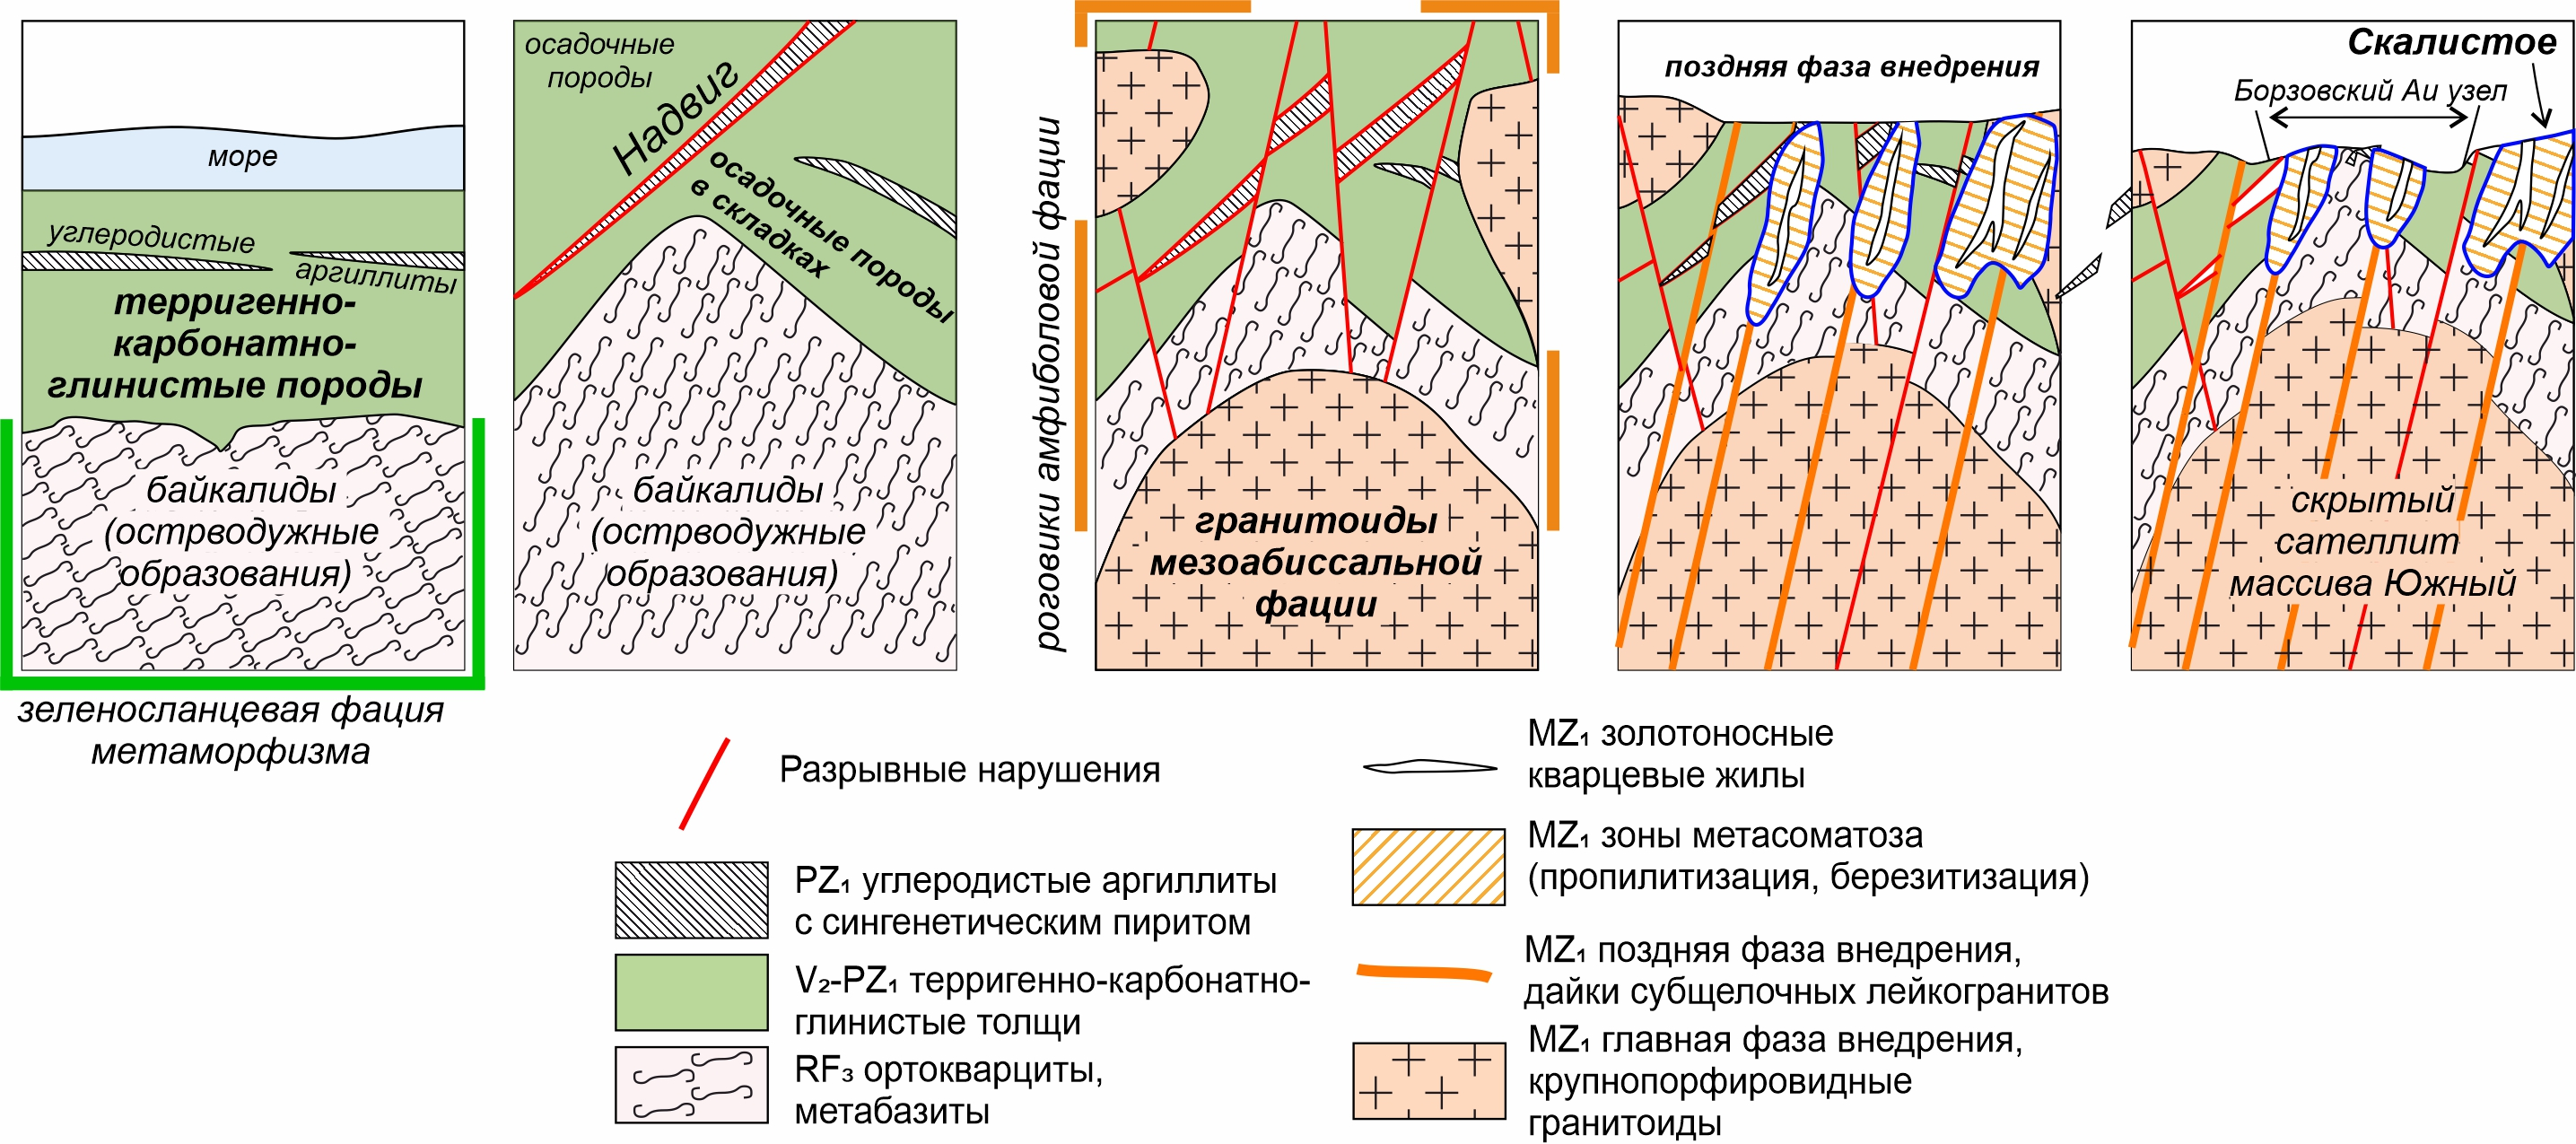 море
углеродистые
аргиллиты
терригенно-
карбонатно-
глинистые породы
байкалиды
(острводужные
образования)
зеленосланцевая фация
метаморфизма
осадочные
породы
Надвиг
осадочные породы
в складках
байкалиды
(острводужные
образования)
роговики амфиболовой фации
гранитоиды
мезоабиссальной
фации
поздняя фаза внедрения
Скалистое
Борзовский Au узел
скрытый
сателлит
массива Южный
Разрывные нарушения
PZ₁ углеродистые аргиллиты
с сингенетическим пиритом
V₂-PZ₁ терригенно-карбонатно-
глинистые толщи
RF₃ ортокварциты,
метабазиты
MZ₁ золотоносные
кварцевые жилы
MZ₁ зоны метасоматоза
(пропилитизация, березитизация)
MZ₁ поздняя фаза внедрения,
дайки субщелочных лейкогранитов
MZ₁ главная фаза внедрения,
крупнопорфировидные
гранитоиды